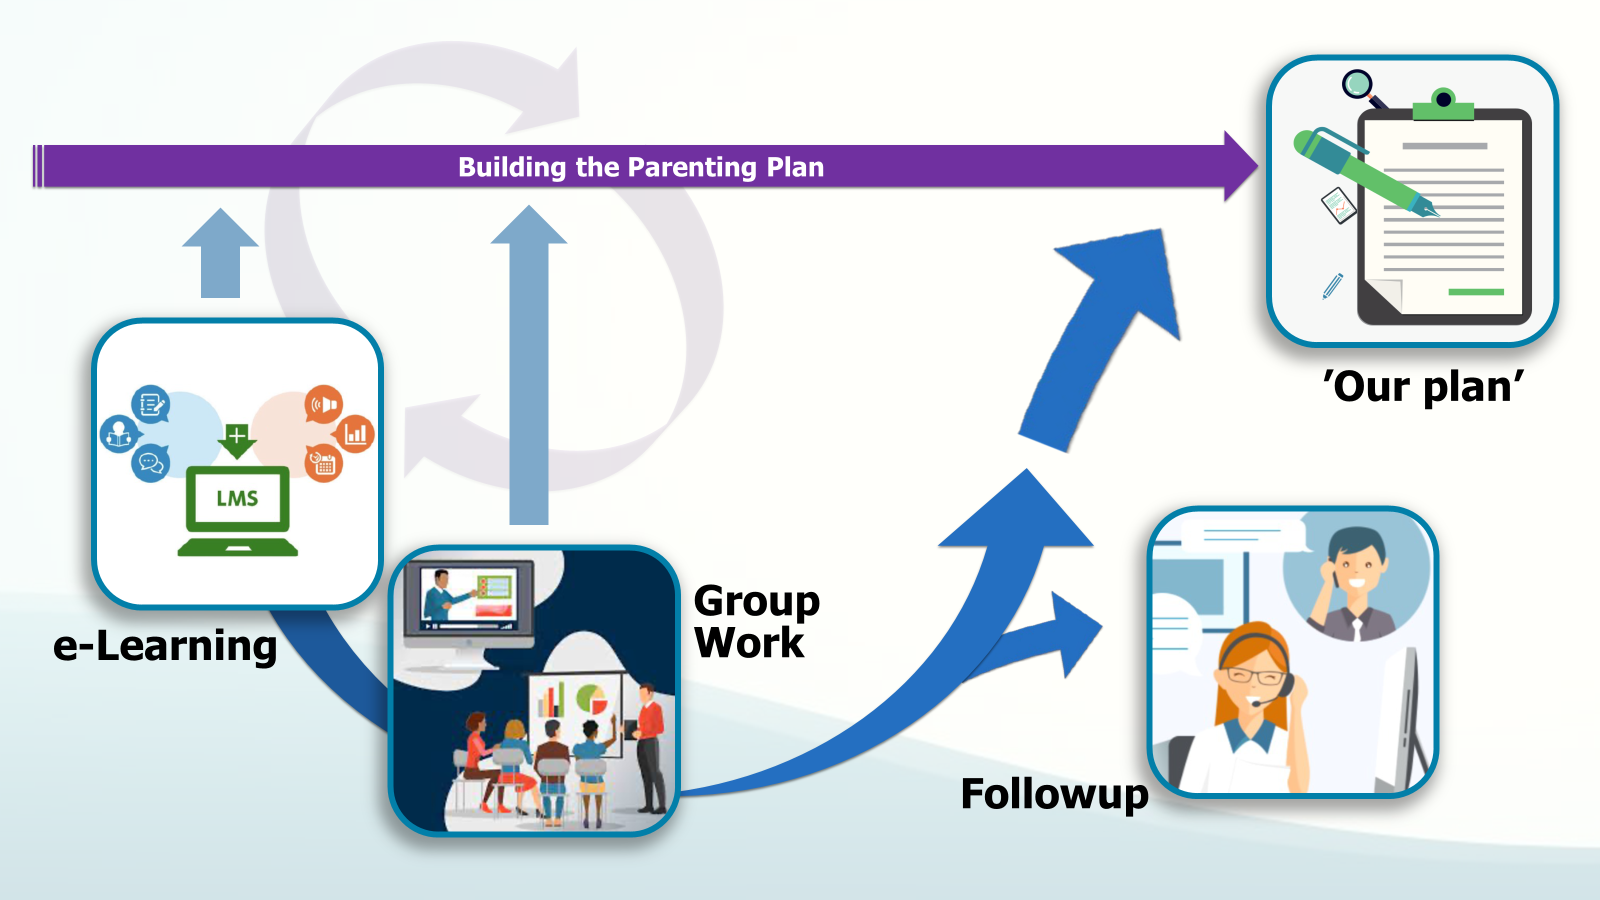 Building the Parenting Plan
'Our plan'
LMS
e-Learning
Group
Work
Followup